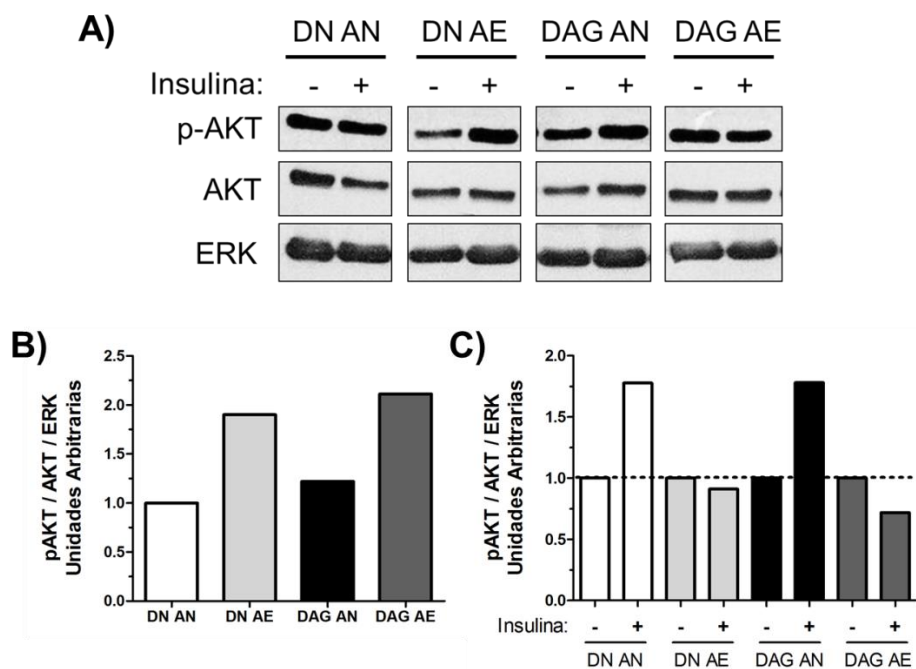 A)
DN AN DN AE DAG AN DAG AE
Insulina: - + - + - + - +
p-AKT
AKT
ERK
B)
pAKT / AKT / ERK
Unidades Arbitrarias
2.5
2.0
1.5
1.0
0.5
0.0
DN AN DN AE DAG AN DAG AE
C)
pAKT / AKT / ERK
Unidades Arbitrarias
2.0
1.5
1.0
0.5
0.0
Insulina: - + - + - + - +
DN AN DN AE DAG AN DAG AE